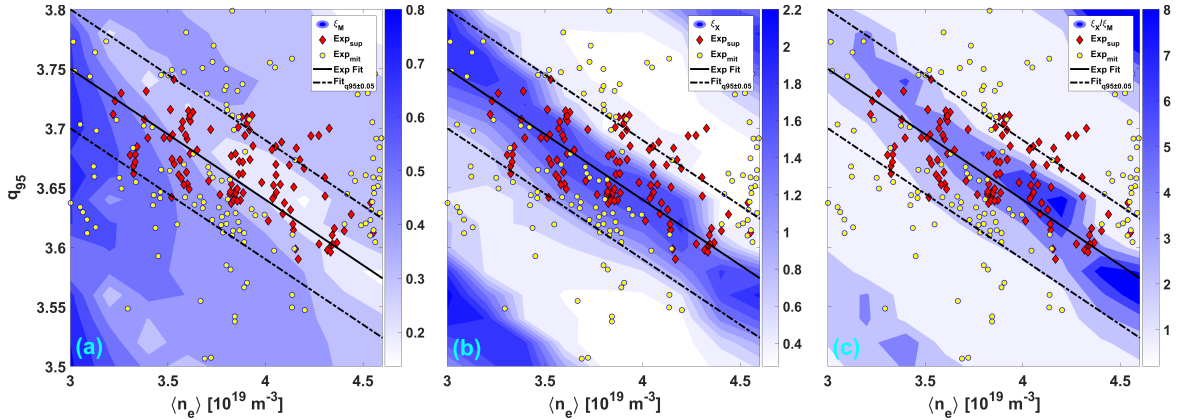 3.8
3.75
3.7
3.65
3.6
3.55
3.5
q95
3
3.5
4
4.5
⟨ne⟩ [10^19 m^-3]
(a)
ξM
Expsup
Expmit
Exp Fit
Fitq95±0.05
0.8
0.7
0.6
0.5
0.4
0.3
0.2
3
3.5
4
4.5
⟨ne⟩ [10^19 m^-3]
(b)
ξX
Expsup
Expmit
Exp Fit
Fitq95±0.05
2.2
2
1.8
1.6
1.4
1.2
1
0.8
0.6
0.4
3
3.5
4
4.5
⟨ne⟩ [10^19 m^-3]
(c)
ξX/ξM
Expsup
Expmit
Exp Fit
Fitq95±0.05
8
7
6
5
4
3
2
1